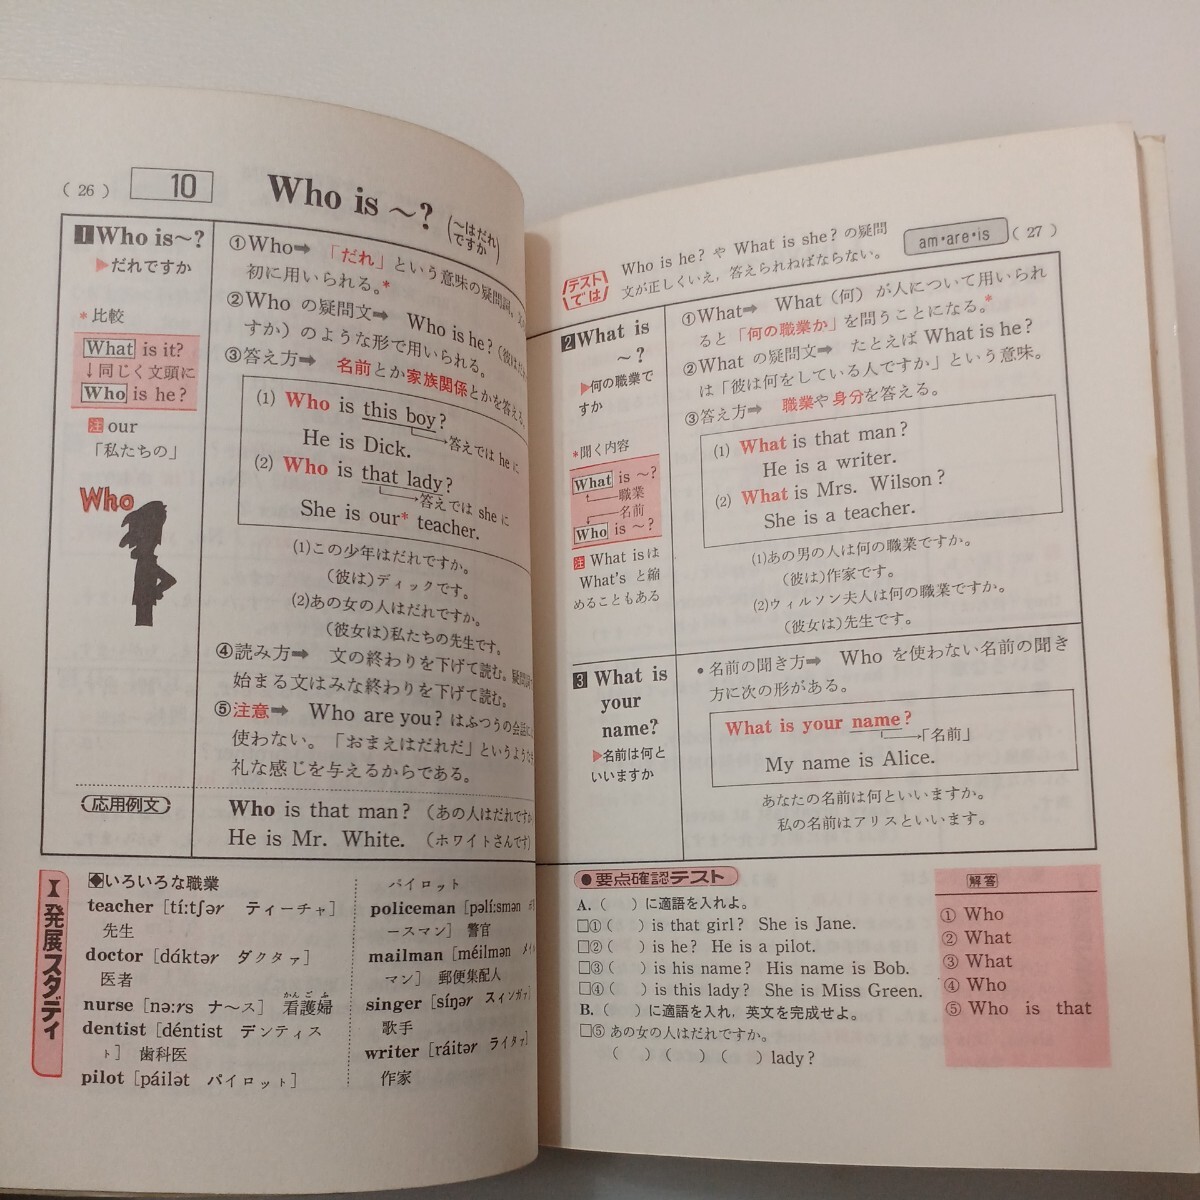 ( 26 )
10
Who is ～? (～はだれですか)
1 Who is～?
▶だれですか
*比較
What is it?
↓同じく文頭に
Who is he?
注 our
「私たちの」
Who
①Who➡ 「だれ」という意味の疑問詞。文
初に用いられる。*
②Who の疑問文➡ Who is he? (彼はだれ
すか) のような形で用いられる。
③答え方➡ 名前とか家族関係とかを答える。
(1) Who is this boy?
→答えでは he に
He is Dick.
(2) Who is that lady?
→答えでは she に
She is our* teacher.
(1)この少年はだれですか。
(彼は)ディックです。
(2)あの女の人はだれですか。
(彼女は)私たちの先生です。
④読み方➡ 文の終わりを下げて読む。疑問詞
始まる文はみな終わりを下げて読む。
⑤注意➡ Who are you? はふつうの会話
使わない。「おまえはだれだ」というような
礼な感じを与えるからである。
応用例文
Who is that man? (あの人はだれですか
He is Mr. White. (ホワイトさんです)
I 発展スタディ
◆いろいろな職業
teacher [tíːtʃər ティーチァ]
先生
doctor [dáktər ダクタァ]
医者
nurse [nəːrs ナ～ス] 看護婦
かんごふ
dentist [déntist デンティス
ト] 歯科医
pilot [páilət パイロット]
パイロット
policeman [pəlíːsmən
ースマン] 警官
mailman [méilmən メイ
マン] 郵便集配人
singer [síŋər スィンガァ]
歌手
writer [ráitər ライタァ]
作家
テストでは
Who is he? や What is she? の疑問
文が正しくいえ，答えられねばならない。
am・are・is
( 27 )
2 What is
～?
▶何の職業で
すか
*聞く内容
What is ～?
職業
名前
Who is ～?
注 What isは
What's と縮
めることもある
①What➡ What (何) が人について用いられ
ると「何の職業か」を問うことになる。*
②What の疑問文➡ たとえば What is he?
は「彼は何をしている人ですか」という意味。
③答え方➡ 職業や身分を答える。
(1) What is that man?
He is a writer.
(2) What is Mrs. Wilson?
She is a teacher.
(1)あの男の人は何の職業ですか。
(彼は)作家です。
(2)ウィルソン夫人は何の職業ですか。
(彼女は)先生です。
3 What is
your
name?
▶名前は何と
いいますか
• 名前の聞き方➡ Who を使わない名前の聞き
方に次の形がある。
What is your name?
→「名前」
My name is Alice.
あなたの名前は何といいますか。
私の名前はアリスといいます。
●要点確認テスト
A. ( ) に適語を入れよ。
□① ( ) is that girl? She is Jane.
□② ( ) is he? He is a pilot.
□③ ( ) is his name? His name is Bob.
□④ ( ) is this lady? She is Miss Green.
B. ( ) に適語を入れ，英文を完成せよ。
□⑤ あの女の人はだれですか。
( ) ( ) ( ) lady?
解答
① Who
② What
③ What
④ Who
⑤ Who is that